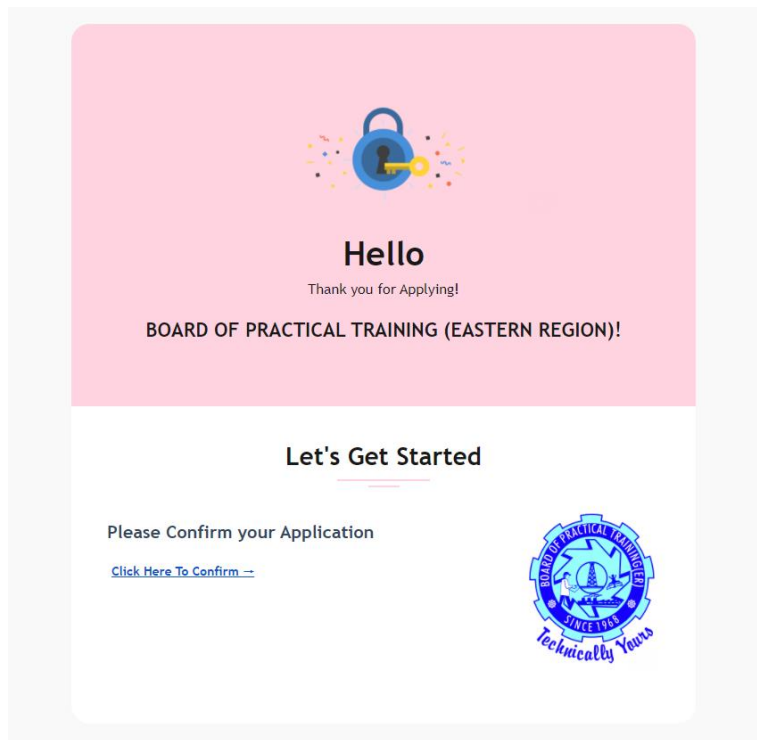 Hello
Thank you for Applying!
BOARD OF PRACTICAL TRAINING (EASTERN REGION)!
Let's Get Started
Please Confirm your Application
Click Here To Confirm →
BOARD OF PRACTICAL TRAINING(ER)
SINCE 1968
Technically Yours